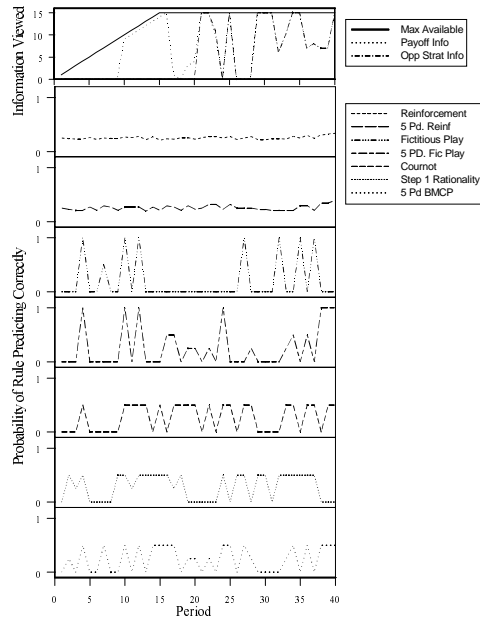 Information Viewed
15
10
5
0
Max Available
Payoff Info
Opp Strat Info
Probability of Rule Predicting Correctly
1
0
1
0
1
0
1
0
1
0
1
0
1
0
Reinforcement
5 Pd. Reinf
Fictitious Play
5 PD. Fic Play
Cournot
Step 1 Rationality
5 Pd BMCP
0 5 10 15 20 25 30 35 40
Period